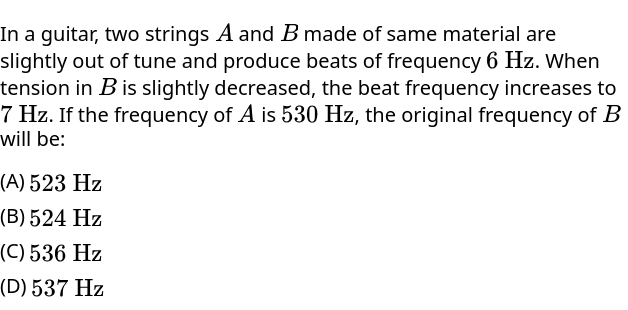 In a guitar, two strings A and B made of same material are
slightly out of tune and produce beats of frequency 6 Hz. When
tension in B is slightly decreased, the beat frequency increases to
7 Hz. If the frequency of A is 530 Hz, the original frequency of B
will be:
(A) 523 Hz
(B) 524 Hz
(C) 536 Hz
(D) 537 Hz